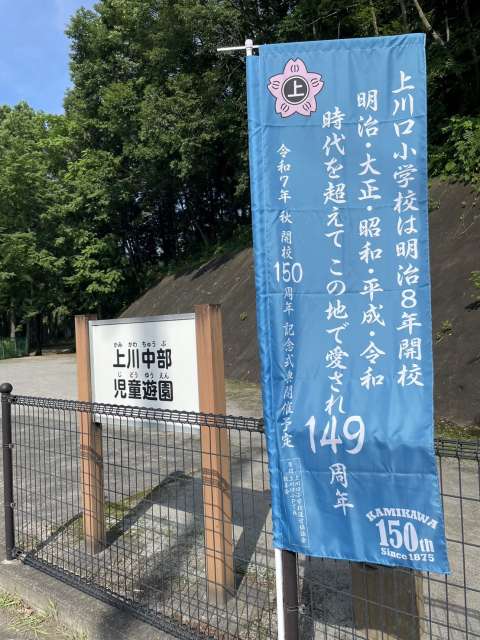 上
上川口小学校は明治8年開校
明治・大正・昭和・平成・令和
時代を超えて この地で愛され149周年
令和7年 秋 開校150周年 記念式典開催予定
KAMIKAWA
150th
Since 1875
かみ かわ ちゅう ぶ
上川中部
じ どう ゆう えん
児童遊園